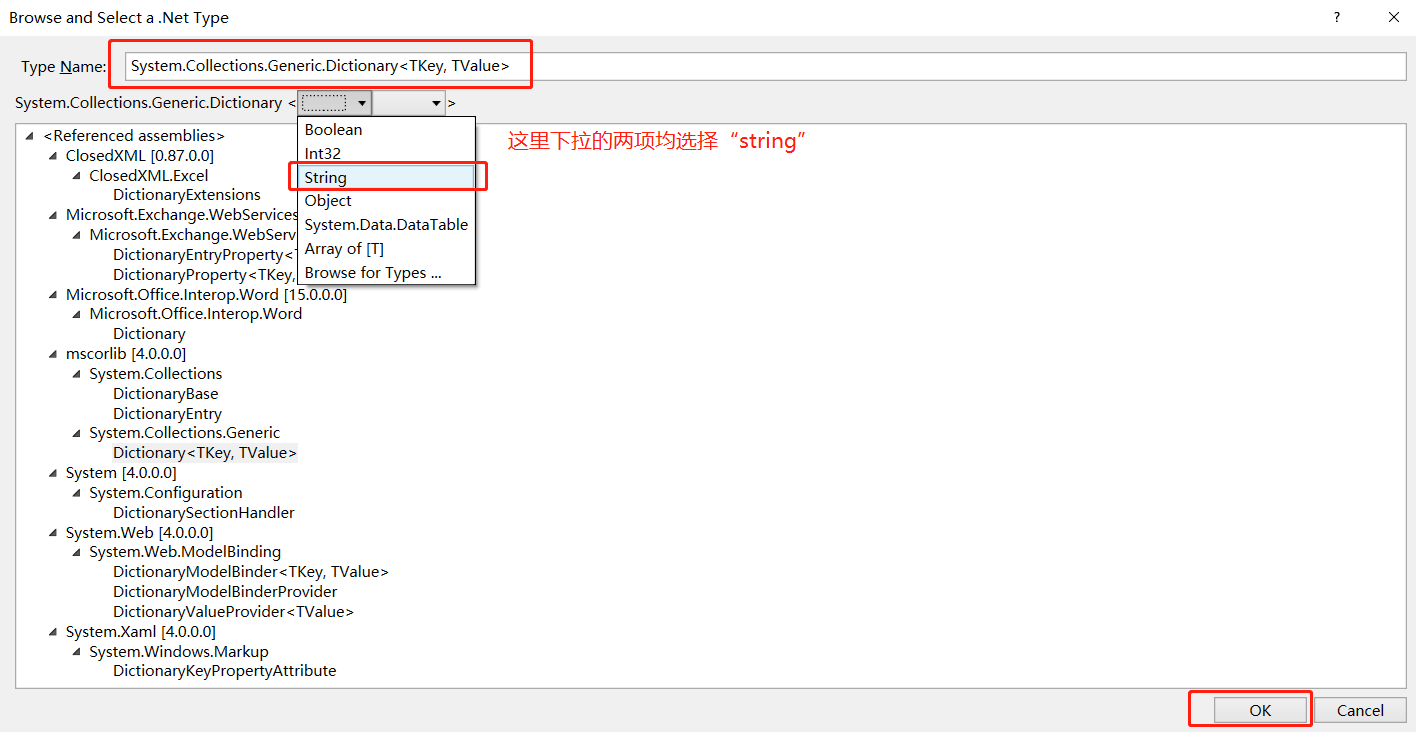 Browse and Select a .Net Type
?
Type Name:
System.Collections.Generic.Dictionary<TKey, TValue>
System.Collections.Generic.Dictionary < >
Boolean
Int32
String
Object
System.Data.DataTable
Array of [T]
Browse for Types ...
这里下拉的两项均选择“string”
<Referenced assemblies>
ClosedXML [0.87.0.0]
ClosedXML.Excel
DictionaryExtensions
Microsoft.Exchange.WebServices
Microsoft.Exchange.WebServ
DictionaryEntryProperty<
DictionaryProperty<TKey,
Microsoft.Office.Interop.Word [15.0.0.0]
Microsoft.Office.Interop.Word
Dictionary
mscorlib [4.0.0.0]
System.Collections
DictionaryBase
DictionaryEntry
System.Collections.Generic
Dictionary<TKey, TValue>
System [4.0.0.0]
System.Configuration
DictionarySectionHandler
System.Web [4.0.0.0]
System.Web.ModelBinding
DictionaryModelBinder<TKey, TValue>
DictionaryModelBinderProvider
DictionaryValueProvider<TValue>
System.Xaml [4.0.0.0]
System.Windows.Markup
DictionaryKeyPropertyAttribute
OK
Cancel